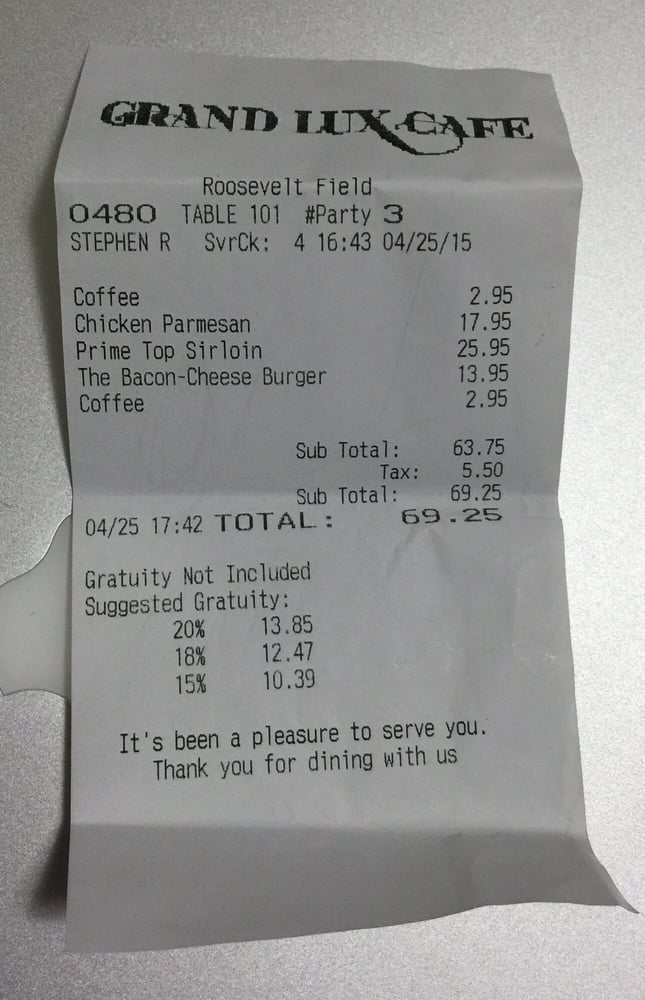 GRAND LUX CAFE
Roosevelt Field
0480 TABLE 101 #Party 3
STEPHEN R SvrCk: 4 16:43 04/25/15
Coffee 2.95
Chicken Parmesan 17.95
Prime Top Sirloin 25.95
The Bacon-Cheese Burger 13.95
Coffee 2.95
Sub Total: 63.75
Tax: 5.50
Sub Total: 69.25
04/25 17:42 TOTAL: 69.25
Gratuity Not Included
Suggested Gratuity:
20% 13.85
18% 12.47
15% 10.39
It's been a pleasure to serve you.
Thank you for dining with us